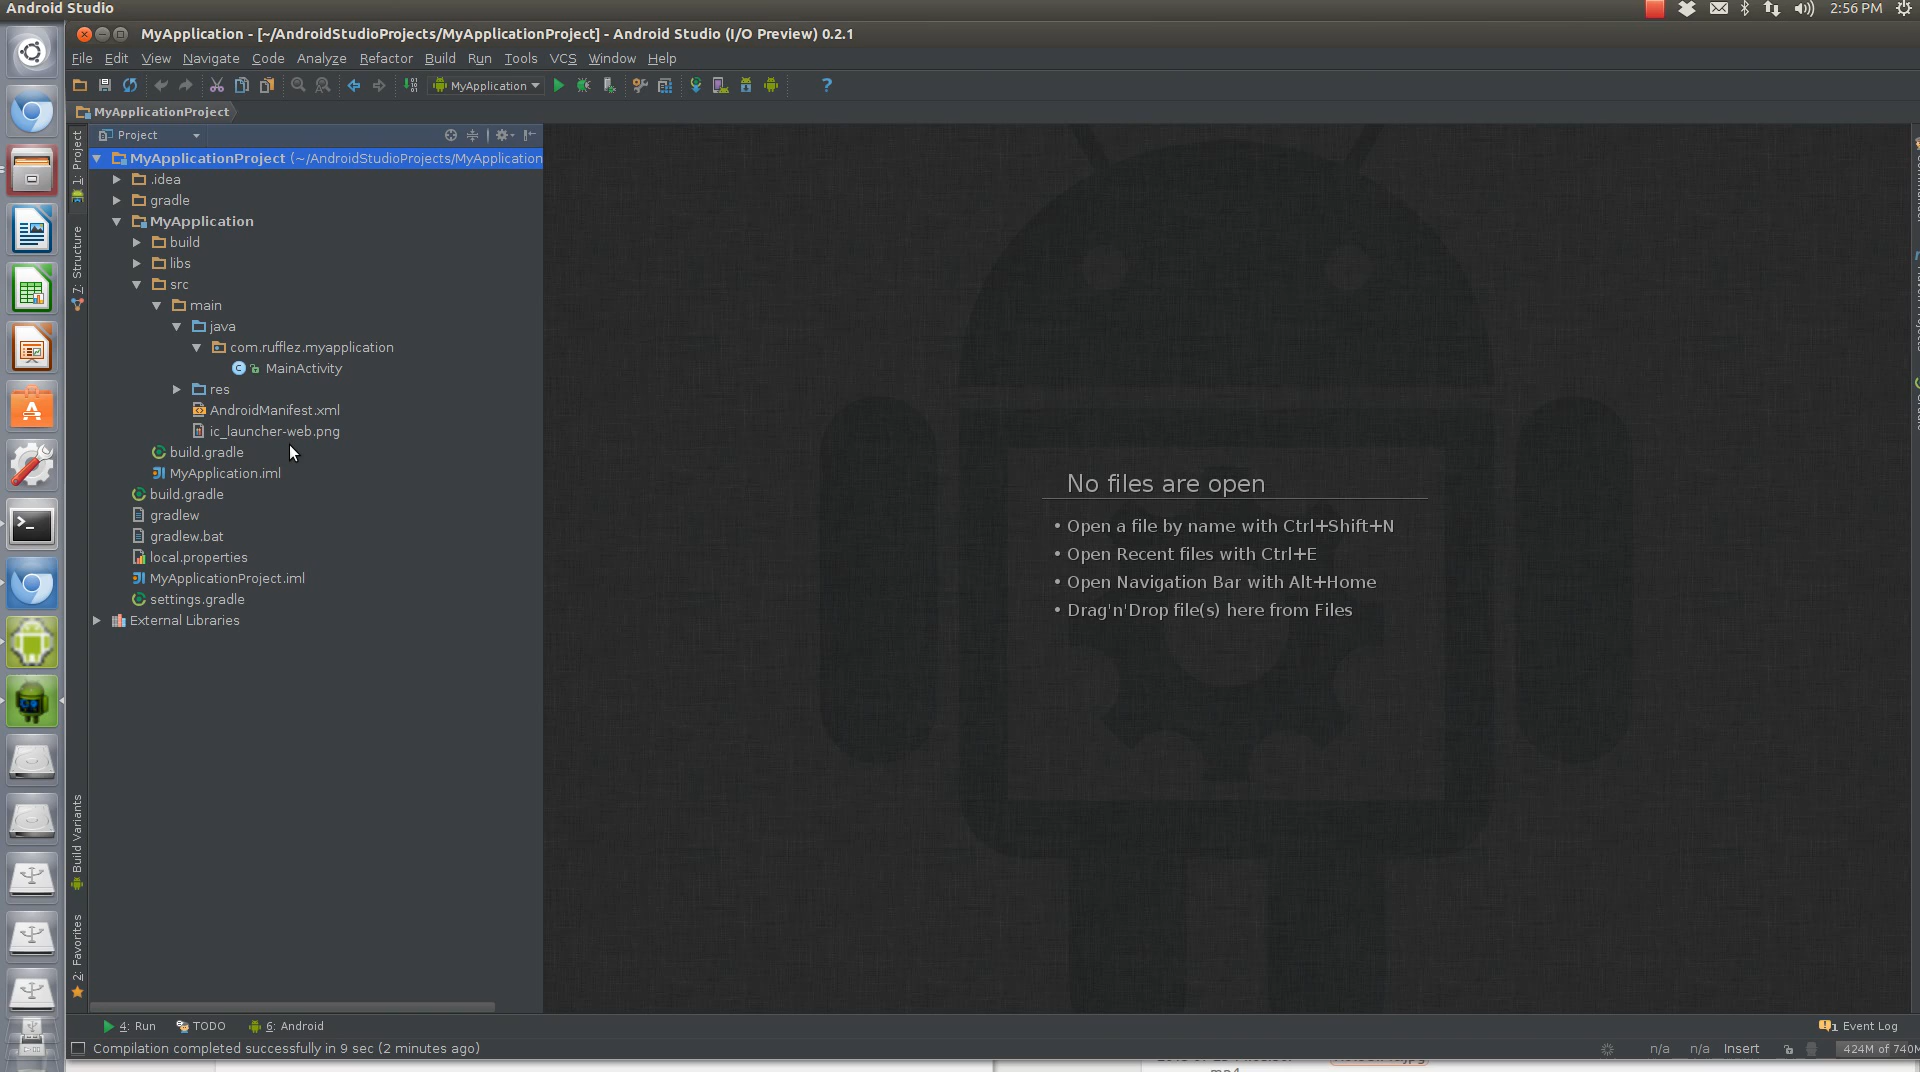 Android Studio
2:56 PM
MyApplication - [~/AndroidStudioProjects/MyApplicationProject] - Android Studio (I/O Preview) 0.2.1
File Edit View Navigate Code Analyze Refactor Build Run Tools VCS Window Help
MyApplication
MyApplicationProject
Project
1: Project
7: Structure
Build Variants
2: Favorites
MyApplicationProject (~/AndroidStudioProjects/MyApplication
.idea
gradle
MyApplication
build
libs
src
main
java
com.rufflez.myapplication
MainActivity
res
AndroidManifest.xml
ic_launcher-web.png
build.gradle
MyApplication.iml
build.gradle
gradlew
gradlew.bat
local.properties
MyApplicationProject.iml
settings.gradle
External Libraries
No files are open
• Open a file by name with Ctrl+Shift+N
• Open Recent files with Ctrl+E
• Open Navigation Bar with Alt+Home
• Drag'n'Drop file(s) here from Files
4: Run TODO 6: Android
1 Event Log
Compilation completed successfully in 9 sec (2 minutes ago)
n/a n/a Insert 424M of 740M